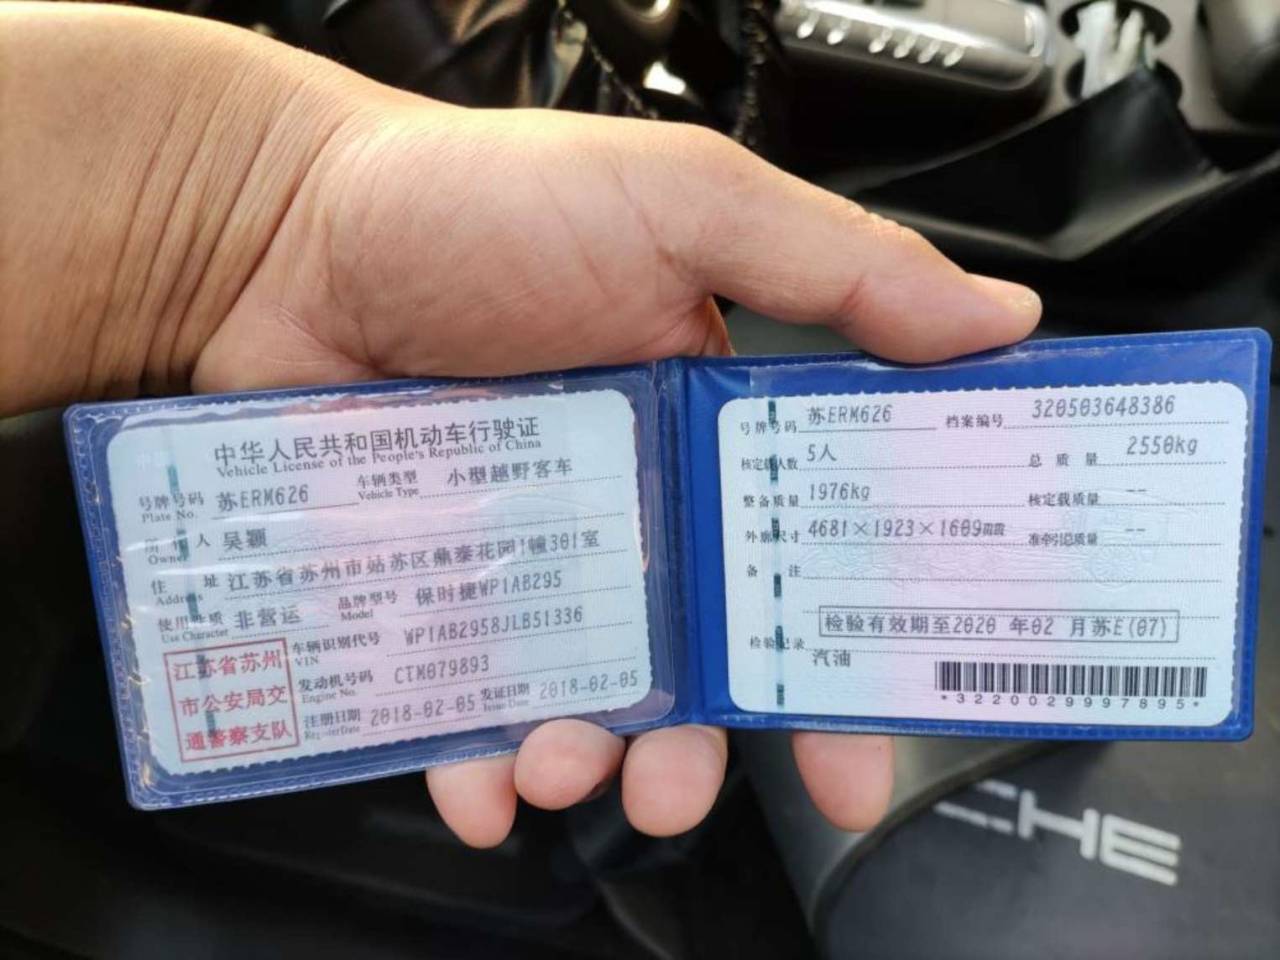 中华人民共和国机动车行驶证
Vehicle License of the People's Republic of China
号牌号码 苏ERM626 车辆类型 小型越野客车
Plate No. Vehicle Type
所有人 吴颖
Owner
住址 江苏省苏州市姑苏区鼎泰花园1幢301室
Address
使用性质 非营运 品牌型号 保时捷WP1AB295
Use Character Model
江苏省苏州
市公安局交
通警察支队
车辆识别代号 WP1AB2958JLB51336
VIN
发动机号码 CTM079893
Engine No.
注册日期 2018-02-05 发证日期 2018-02-05
Register Date Issue Date
号牌号码 苏ERM626 档案编号 320503648386
核定载人数 5人 总质量 2550kg
整备质量 1976kg 核定载质量 --
外廓尺寸 4681×1923×1609 准牵引总质量 --
备注
检验有效期至2020年02月苏E(07)
检验记录
汽油
*3220029997895*
CHE